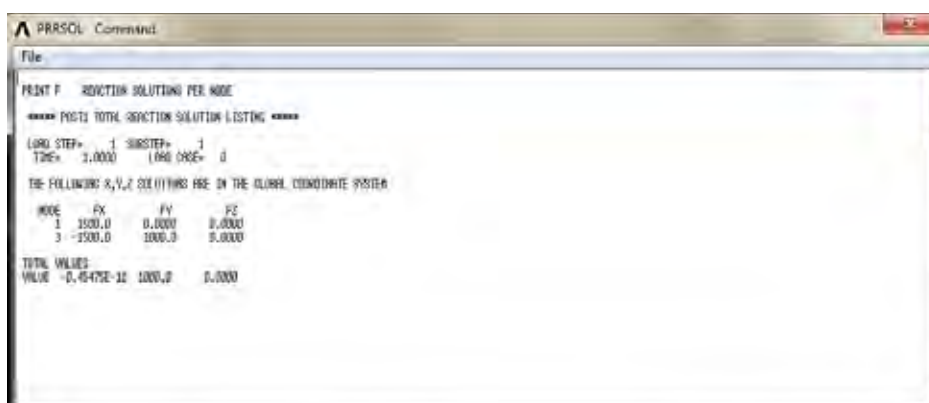 PRRSOL Command
File
PRINT F REACTION SOLUTIONS PER NODE
***** POST1 TOTAL REACTION SOLUTION LISTING *****
LOAD STEP= 1 SUBSTEP= 1
TIME= 1.0000 LOAD CASE= 0
THE FOLLOWING X,Y,Z SOLUTIONS ARE IN THE GLOBAL COORDINATE SYSTEM
NODE FX FY FZ
1 1500.0 0.0000 0.0000
3 -1500.0 1000.0 0.0000
TOTAL VALUES
VALUE 1000.0 0.0000